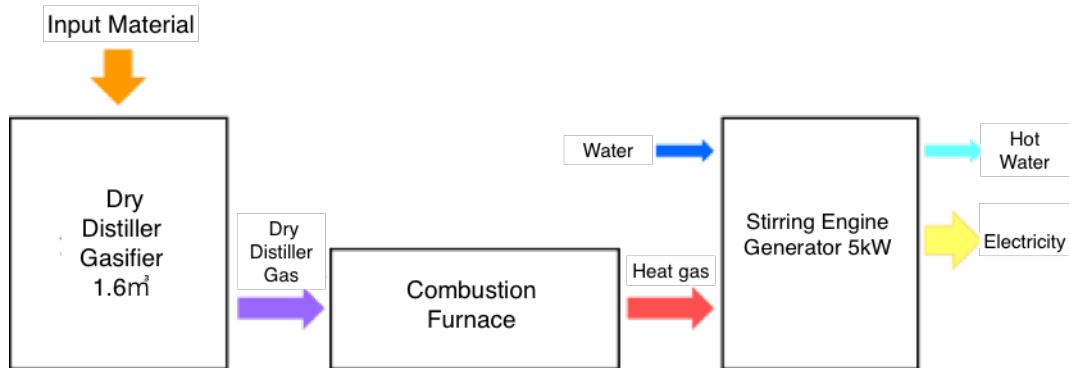 Input Material
Dry
Distiller
Gasifier
1.6㎥
Dry
Distiller
Gas
Combustion
Furnace
Heat gas
Water
Stirring Engine
Generator 5kW
Hot
Water
Electricity